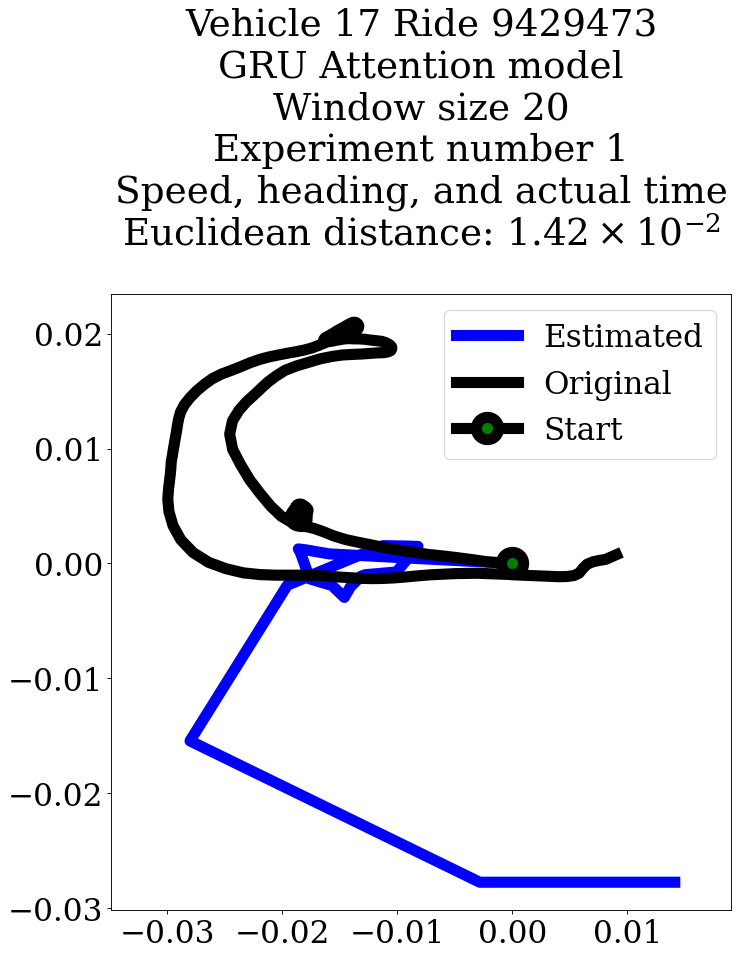 Vehicle 17 Ride 9429473
GRU Attention model
Window size 20
Experiment number 1
Speed, heading, and actual time
Euclidean distance: 1.42 × 10⁻²
Estimated
Original
Start
0.02
0.01
0.00
−0.01
−0.02
−0.03
−0.03 −0.02 −0.01 0.00 0.01